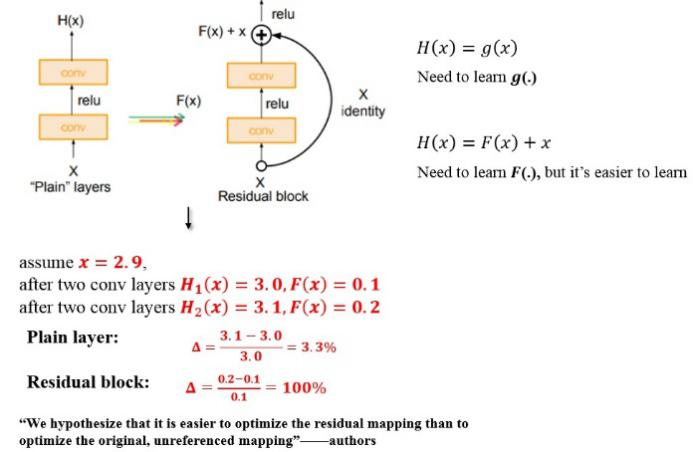 H(x)
conv
relu
conv
X
"Plain" layers
relu
F(x) + x
conv
F(x)
relu
conv
X
identity
X
Residual block
H(x) = g(x)
Need to learn g(.)
H(x) = F(x) + x
Need to learn F(.), but it's easier to learn
assume x = 2.9,
after two conv layers H₁(x) = 3.0, F(x) = 0.1
after two conv layers H₂(x) = 3.1, F(x) = 0.2
Plain layer: Δ = (3.1 − 3.0)/3.0 = 3.3%
Residual block: Δ = (0.2−0.1)/0.1 = 100%
“We hypothesize that it is easier to optimize the residual mapping than to
optimize the original, unreferenced mapping”——authors